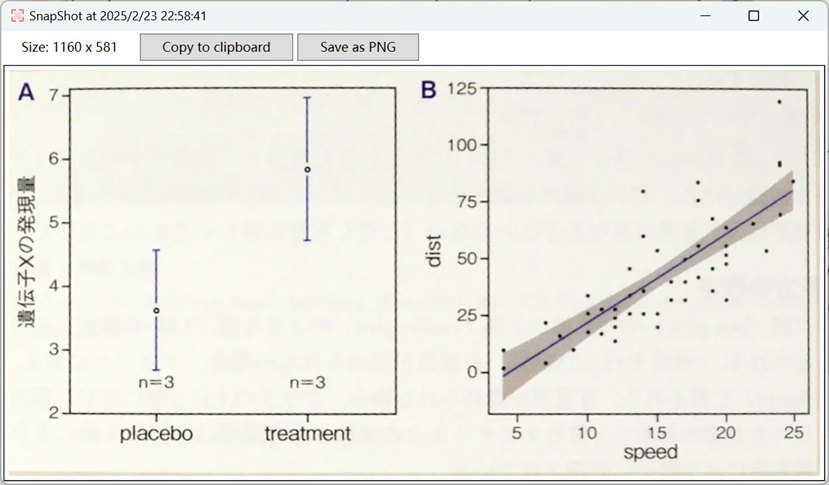 SnapShot at 2025/2/23 22:58:41
Size: 1160 x 581
Copy to clipboard
Save as PNG
A
遺伝子Xの発現量
7
6
5
4
3
2
n=3
n=3
placebo
treatment
B
dist
125
100
75
50
25
0
5
10
15
20
25
speed